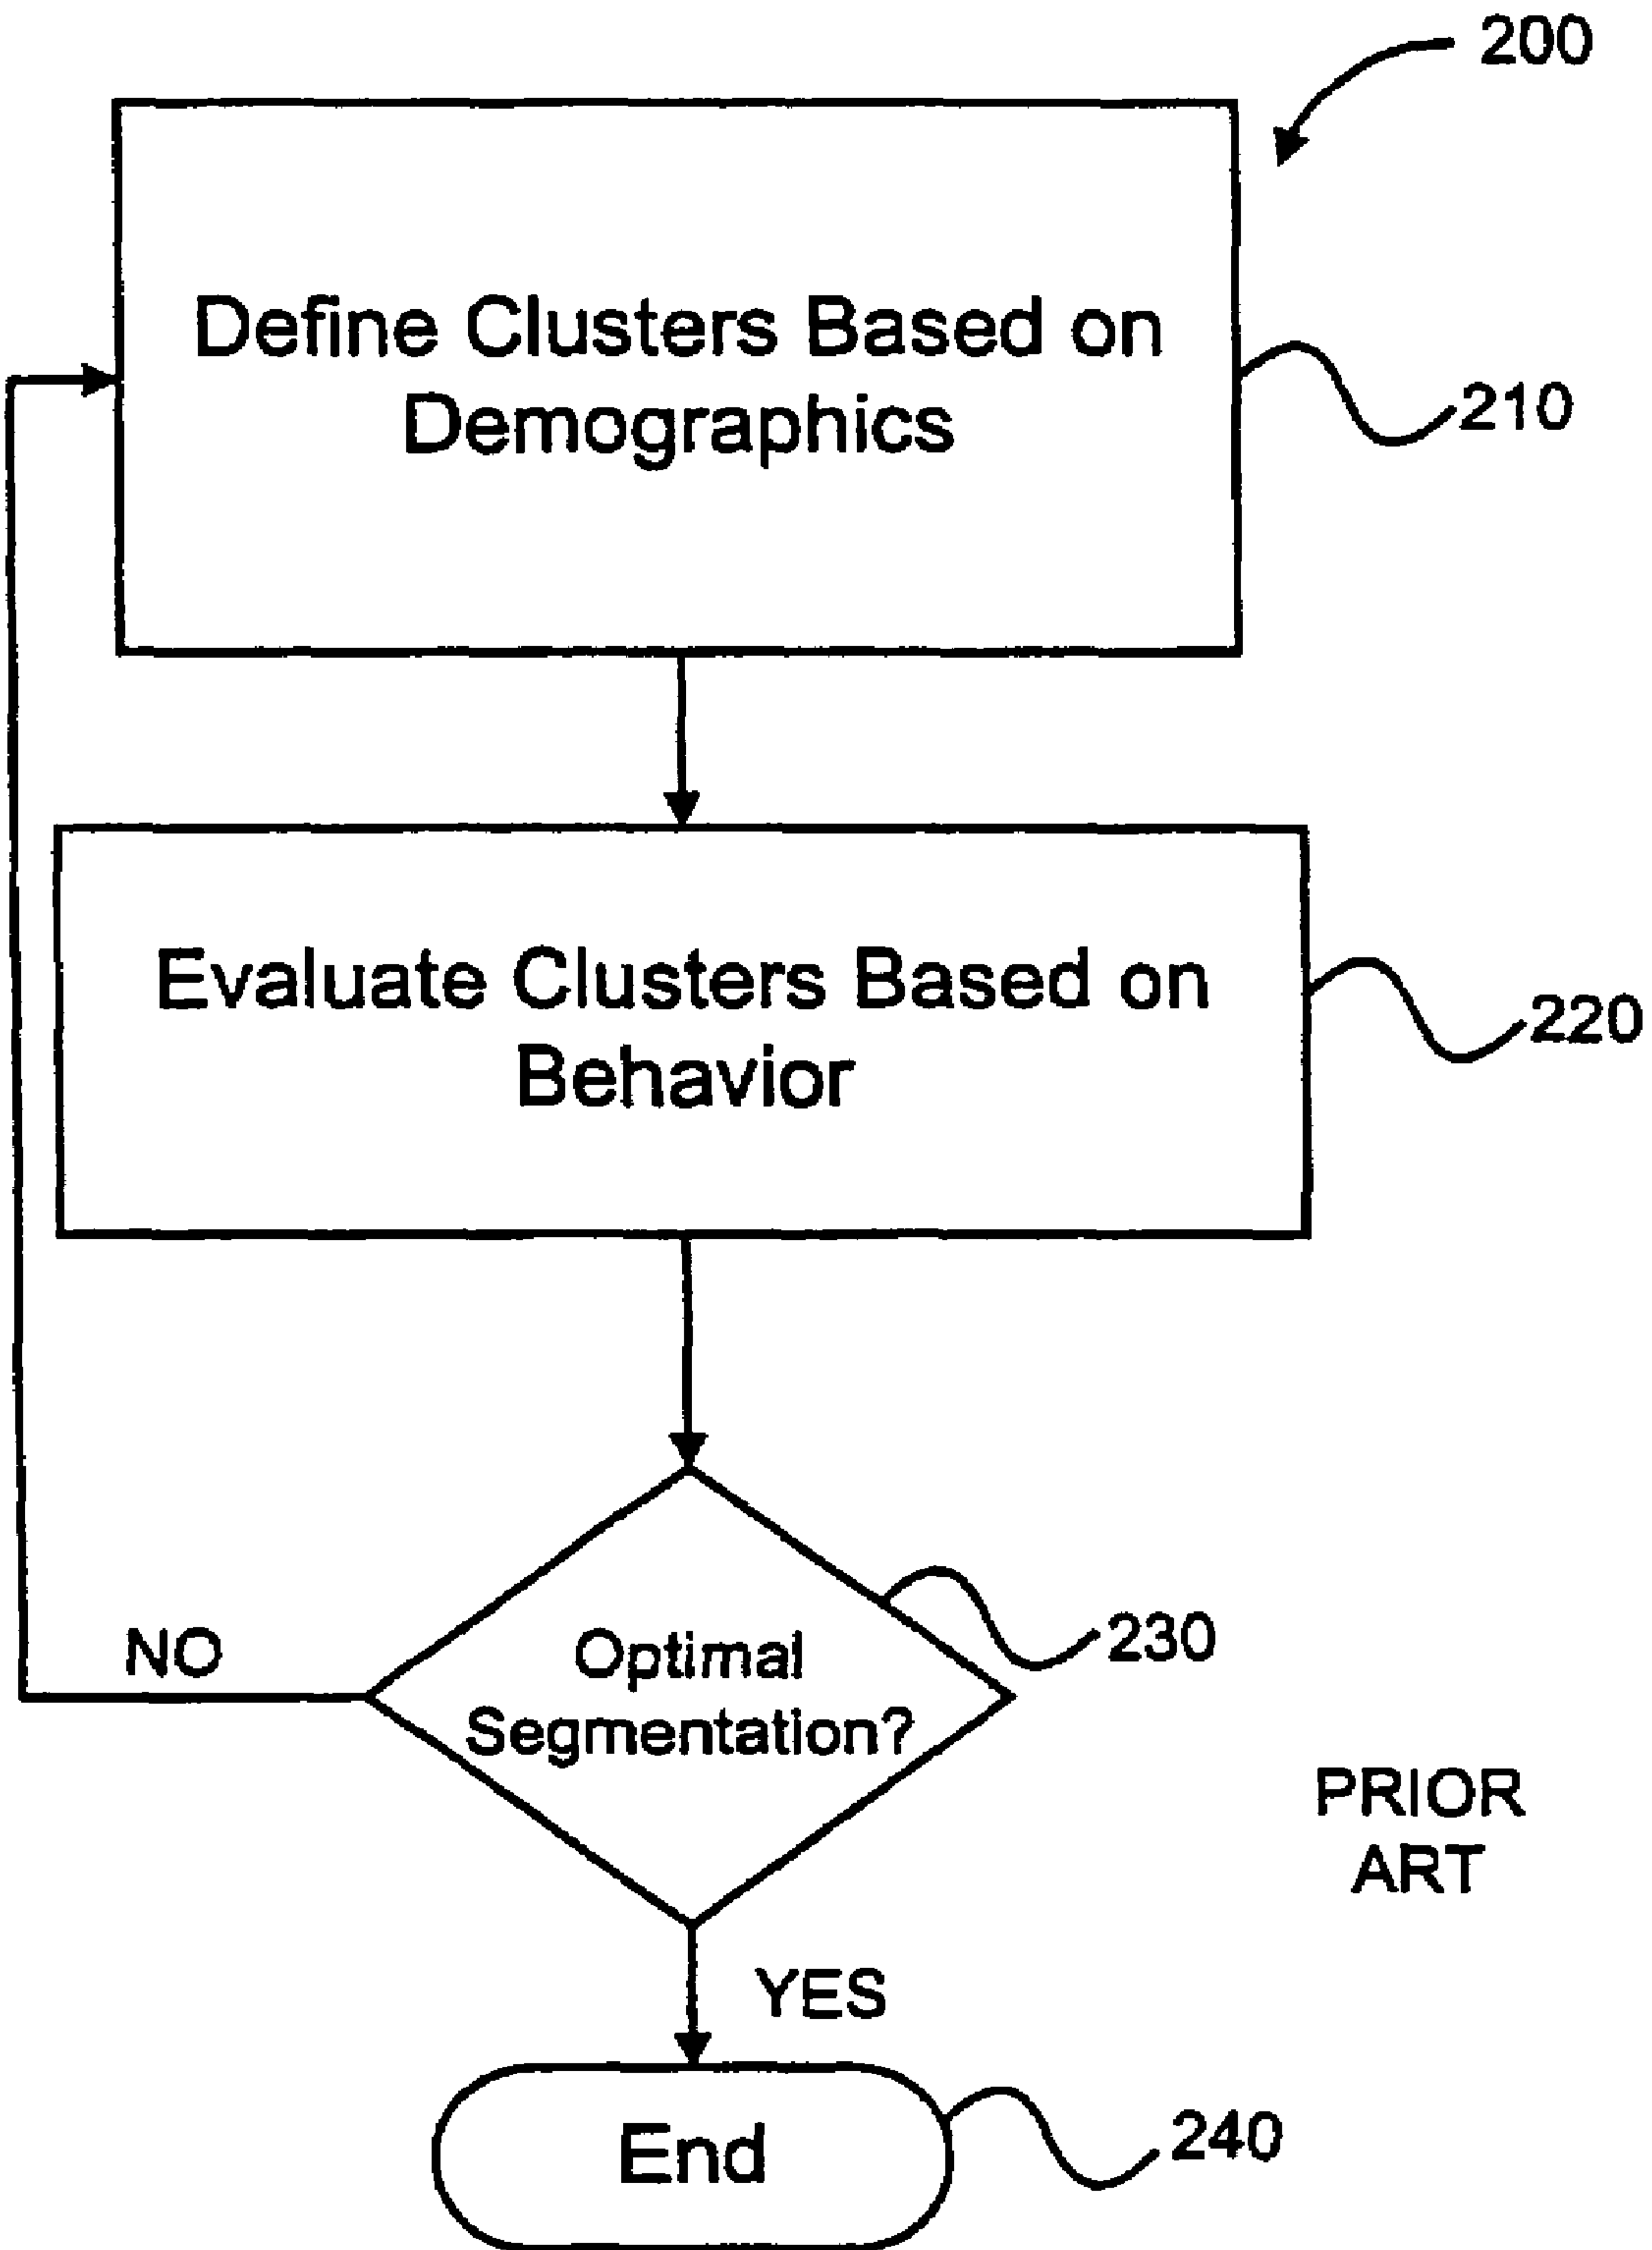 200
Define Clusters Based on
Demographics
210
Evaluate Clusters Based on
Behavior
220
NO
Optimal
Segmentation?
230
PRIOR
ART
YES
End
240